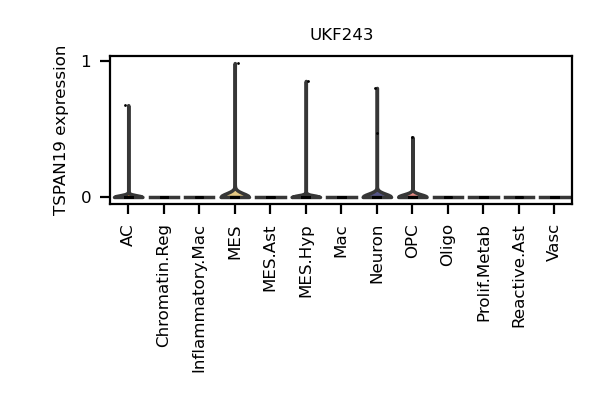 UKF243
TSPAN19 expression
1
0
AC
Chromatin.Reg
Inflammatory.Mac
MES
MES.Ast
MES.Hyp
Mac
Neuron
OPC
Oligo
Prolif.Metab
Reactive.Ast
Vasc